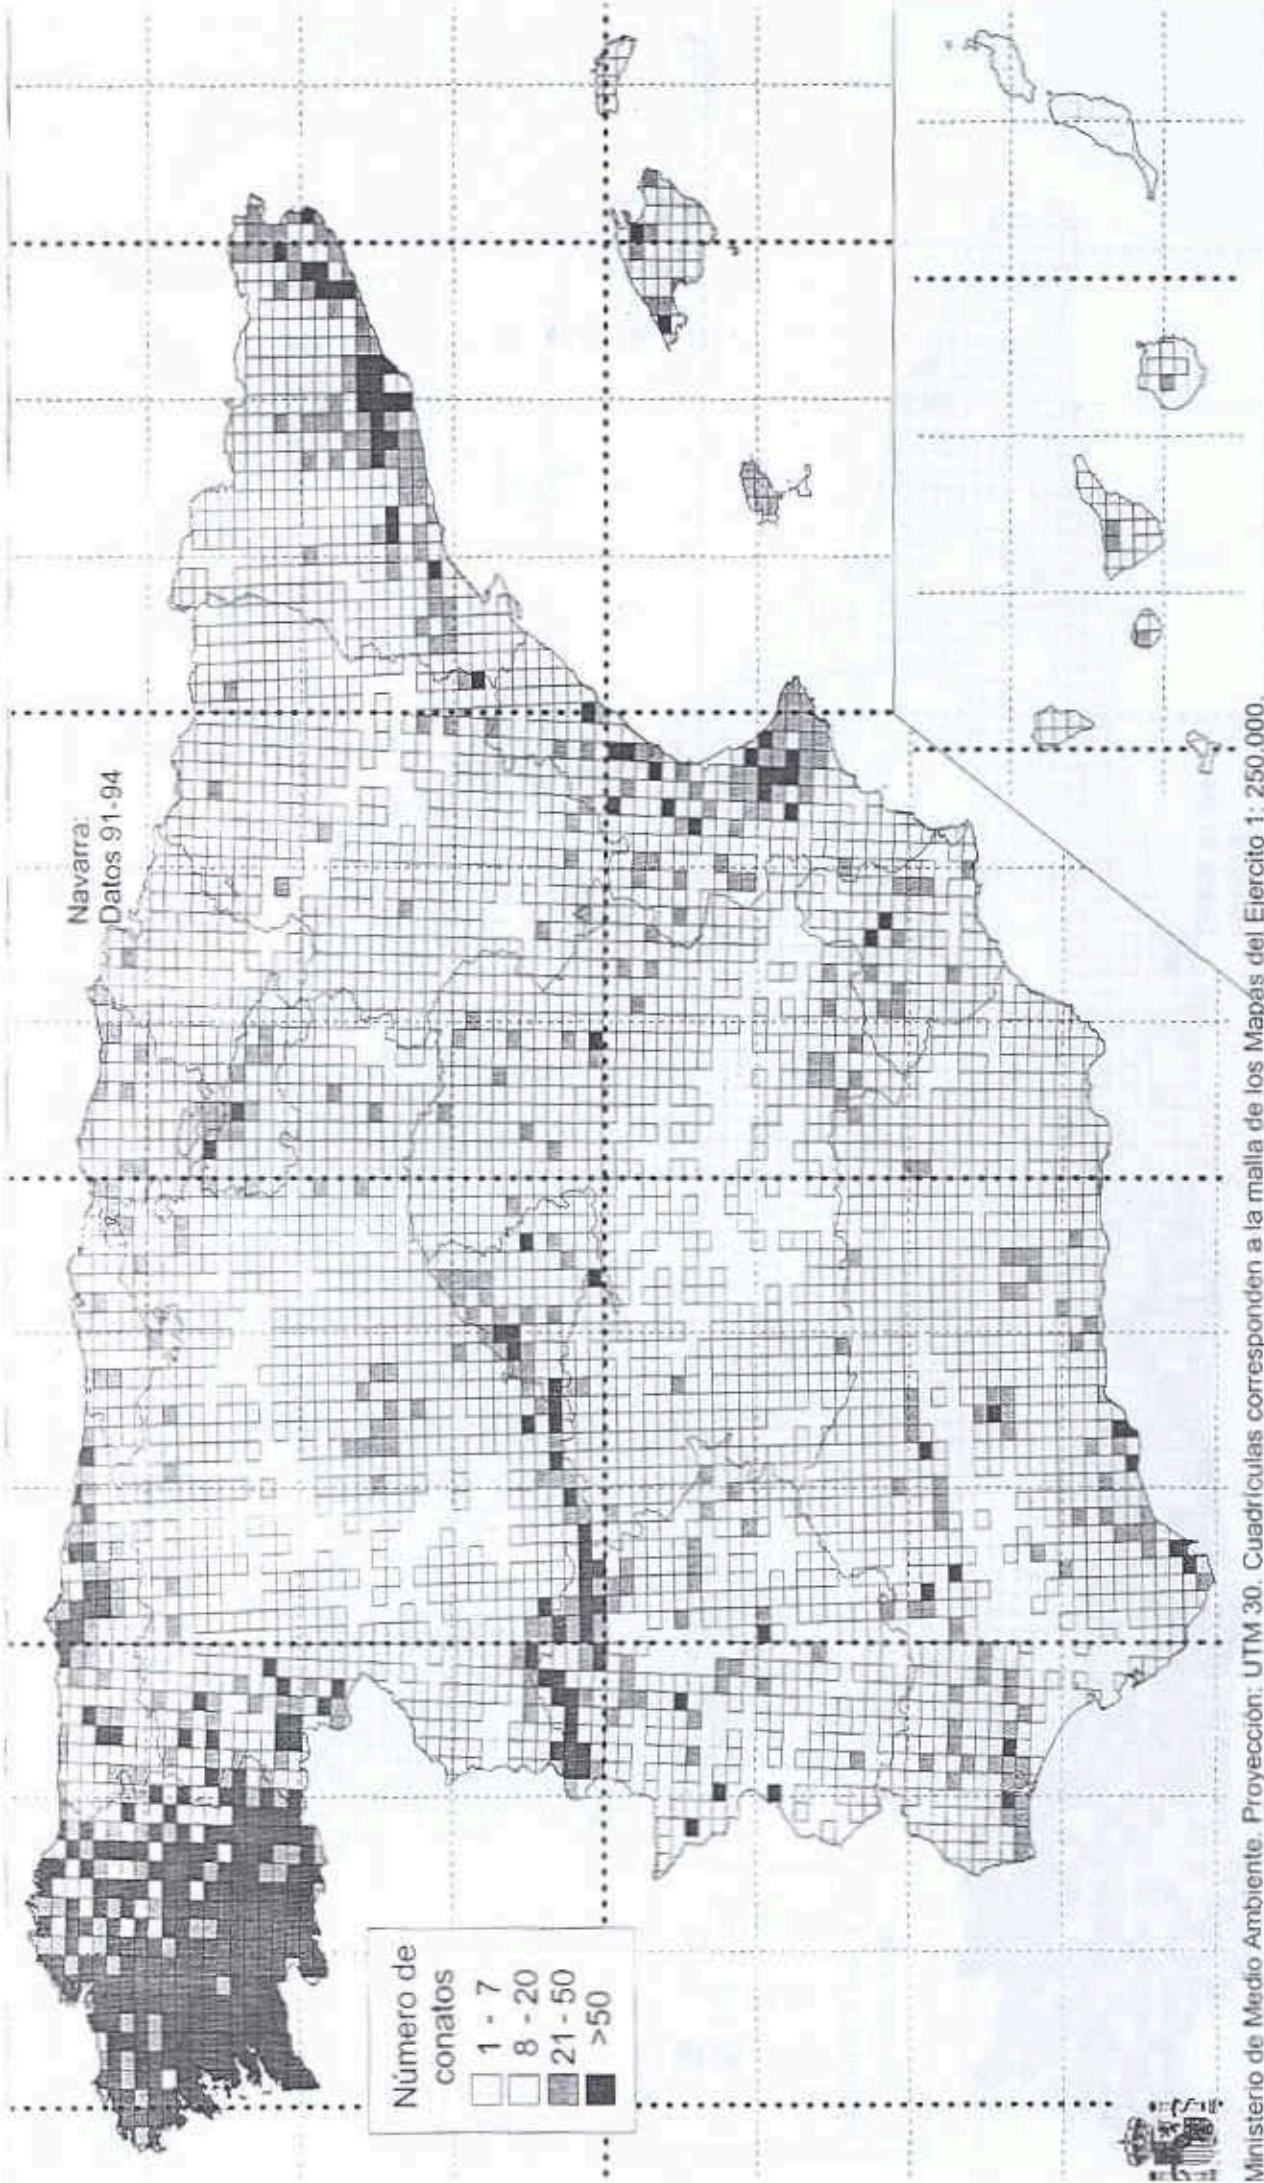 Navarra:
Datos 91-94
Número de
conatos
1 - 7
8 - 20
21 - 50
>50
Ministerio de Medio Ambiente. Proyección: UTM 30. Cuadrículas corresponden a la malla de los Mapas del Ejercito 1: 250.000.